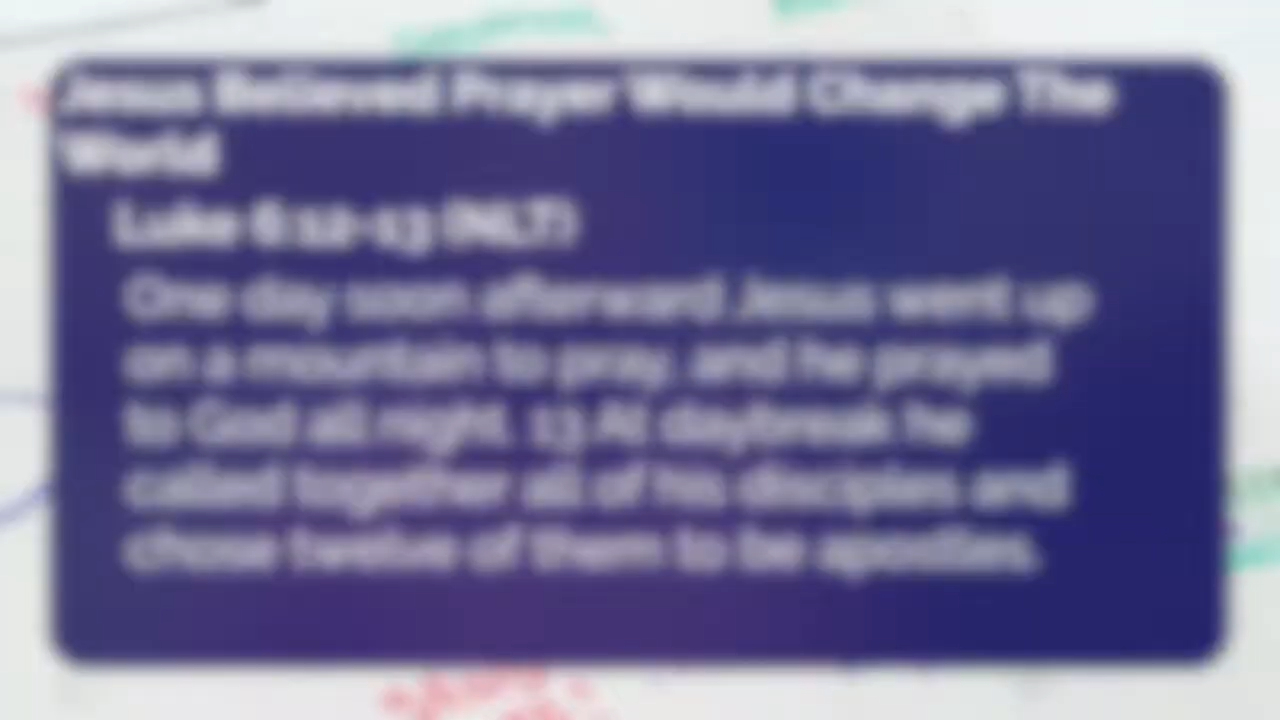 Jesus Believed Prayer Would Change The
World
Luke 6:12-13 (NLT)
One day soon afterward Jesus went up
on a mountain to pray, and he prayed
to God all night. 13 At daybreak he
called together all of his disciples and
chose twelve of them to be apostles.